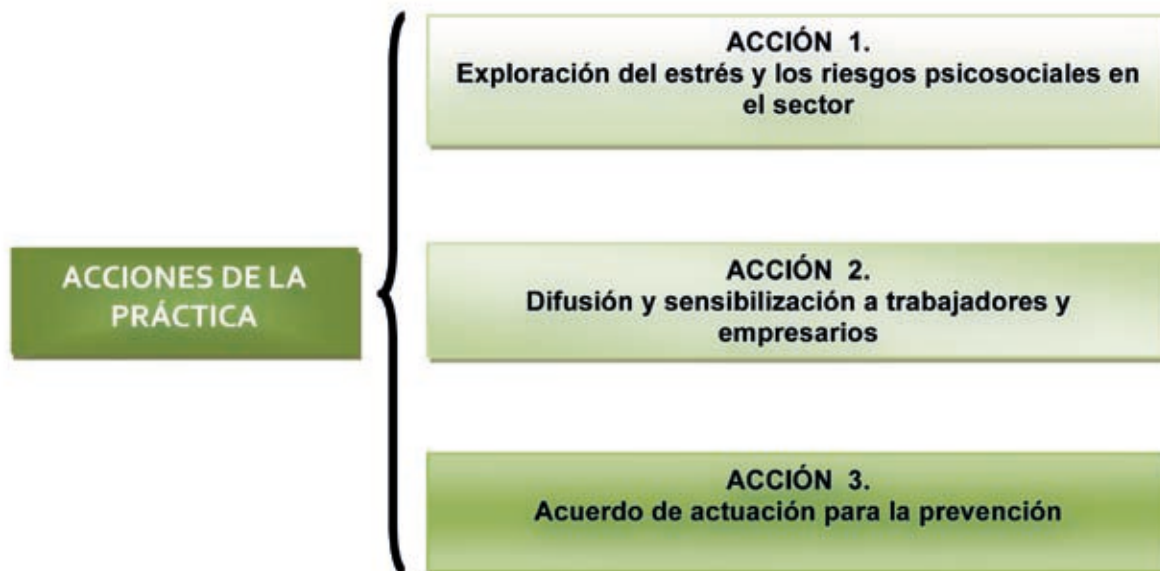 ACCIÓN 1.
Exploración del estrés y los riesgos psicosociales en
el sector
ACCIONES DE LA
PRÁCTICA
ACCIÓN 2.
Difusión y sensibilización a trabajadores y
empresarios
ACCIÓN 3.
Acuerdo de actuación para la prevención